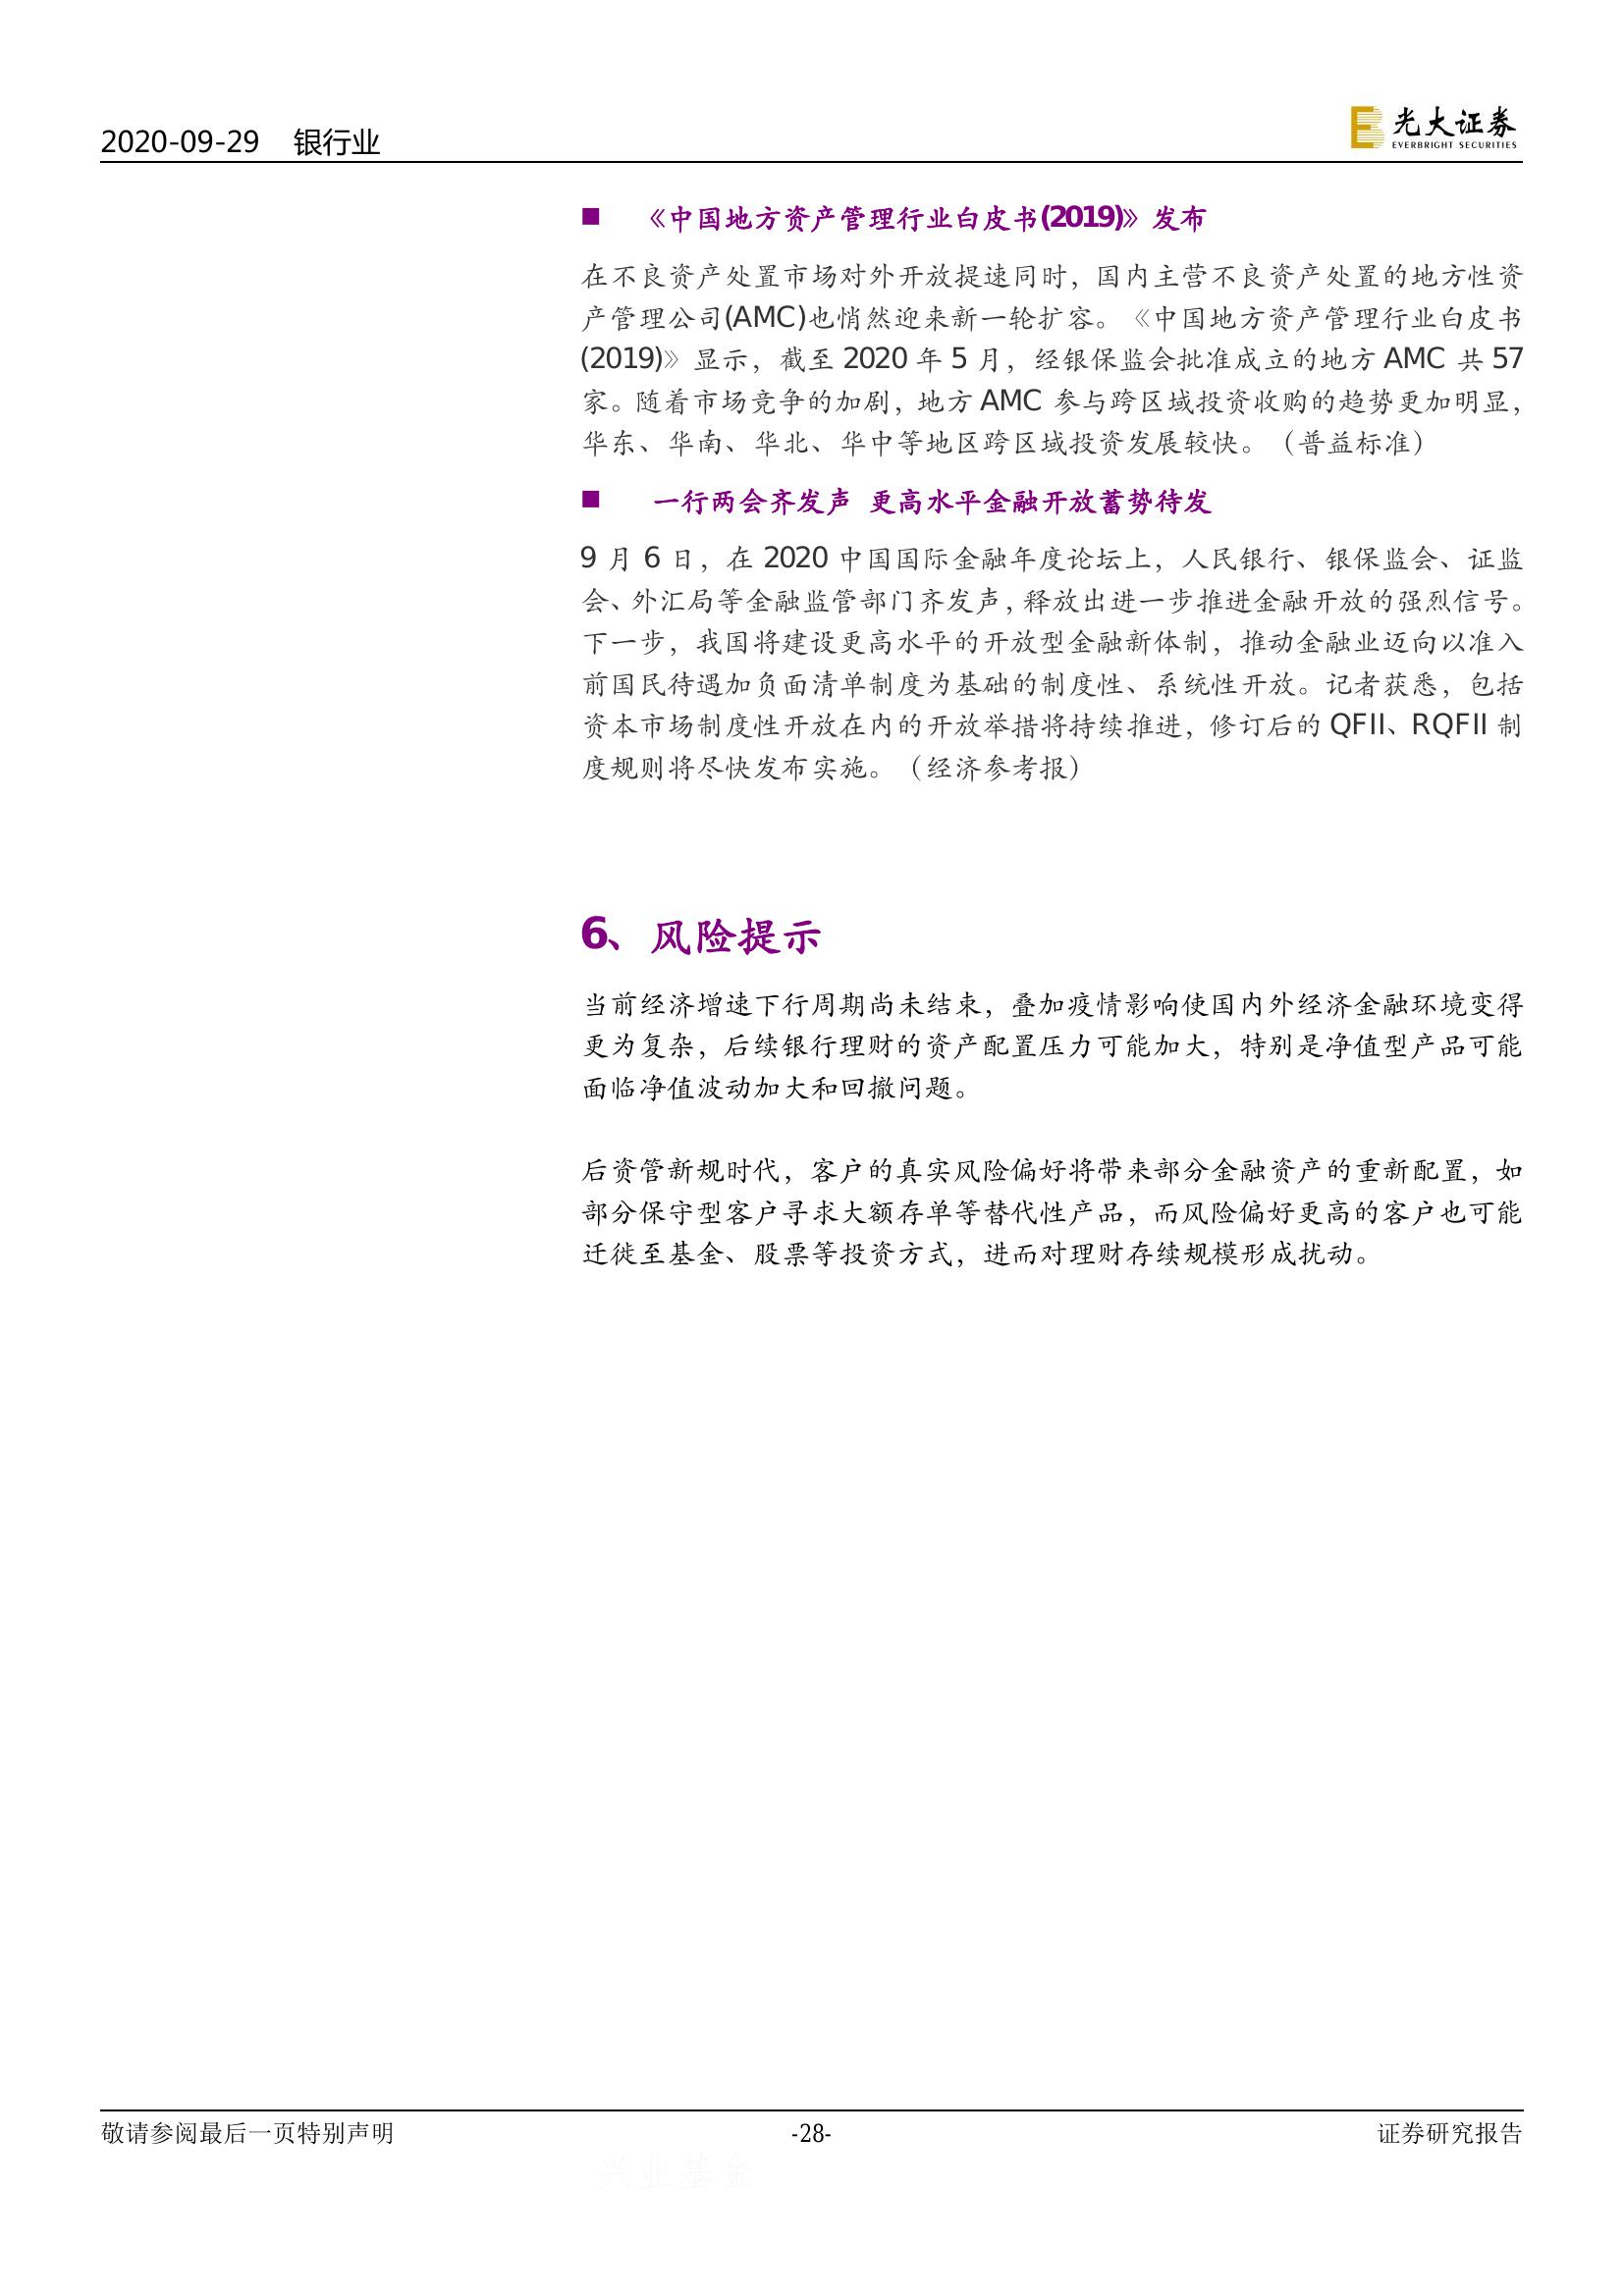 2020-09-29 银行业
光大证券
EVERBRIGHT SECURITIES
■ 《中国地方资产管理行业白皮书(2019)》发布
在不良资产处置市场对外开放提速同时，国内主营不良资产处置的地方性资
产管理公司(AMC)也悄然迎来新一轮扩容。《中国地方资产管理行业白皮书
(2019)》显示，截至 2020 年 5 月，经银保监会批准成立的地方 AMC 共 57
家。随着市场竞争的加剧，地方 AMC 参与跨区域投资收购的趋势更加明显，
华东、华南、华北、华中等地区跨区域投资发展较快。（普益标准）
■ 一行两会齐发声 更高水平金融开放蓄势待发
9 月 6 日，在 2020 中国国际金融年度论坛上，人民银行、银保监会、证监
会、外汇局等金融监管部门齐发声，释放出进一步推进金融开放的强烈信号。
下一步，我国将建设更高水平的开放型金融新体制，推动金融业迈向以准入
前国民待遇加负面清单制度为基础的制度性、系统性开放。记者获悉，包括
资本市场制度性开放在内的开放举措将持续推进，修订后的 QFII、RQFII 制
度规则将尽快发布实施。（经济参考报）
6、风险提示
当前经济增速下行周期尚未结束，叠加疫情影响使国内外经济金融环境变得
更为复杂，后续银行理财的资产配置压力可能加大，特别是净值型产品可能
面临净值波动加大和回撤问题。
后资管新规时代，客户的真实风险偏好将带来部分金融资产的重新配置，如
部分保守型客户寻求大额存单等替代性产品，而风险偏好更高的客户也可能
迁徙至基金、股票等投资方式，进而对理财存续规模形成扰动。
敬请参阅最后一页特别声明
-28-
证券研究报告
兴业基金